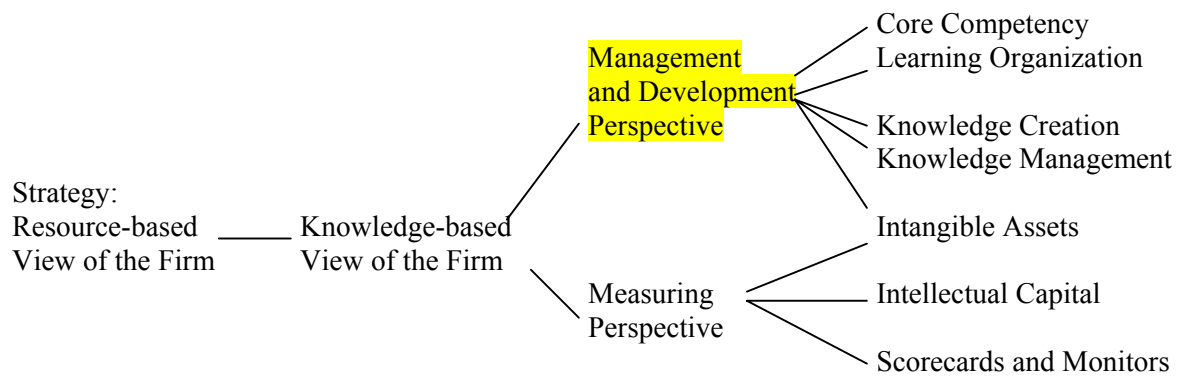 Strategy:
Resource-based
View of the Firm
Knowledge-based
View of the Firm
Management
and Development
Perspective
Measuring
Perspective
Core Competency
Learning Organization
Knowledge Creation
Knowledge Management
Intangible Assets
Intellectual Capital
Scorecards and Monitors